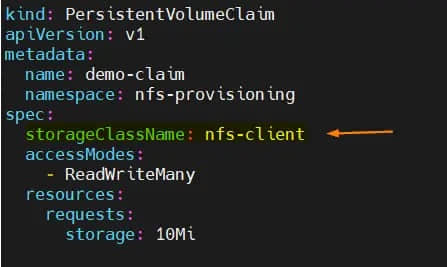 kind: PersistentVolumeClaim
apiVersion: v1
metadata:
  name: demo-claim
  namespace: nfs-provisioning
spec:
  storageClassName: nfs-client
  accessModes:
    - ReadWriteMany
  resources:
    requests:
      storage: 10Mi